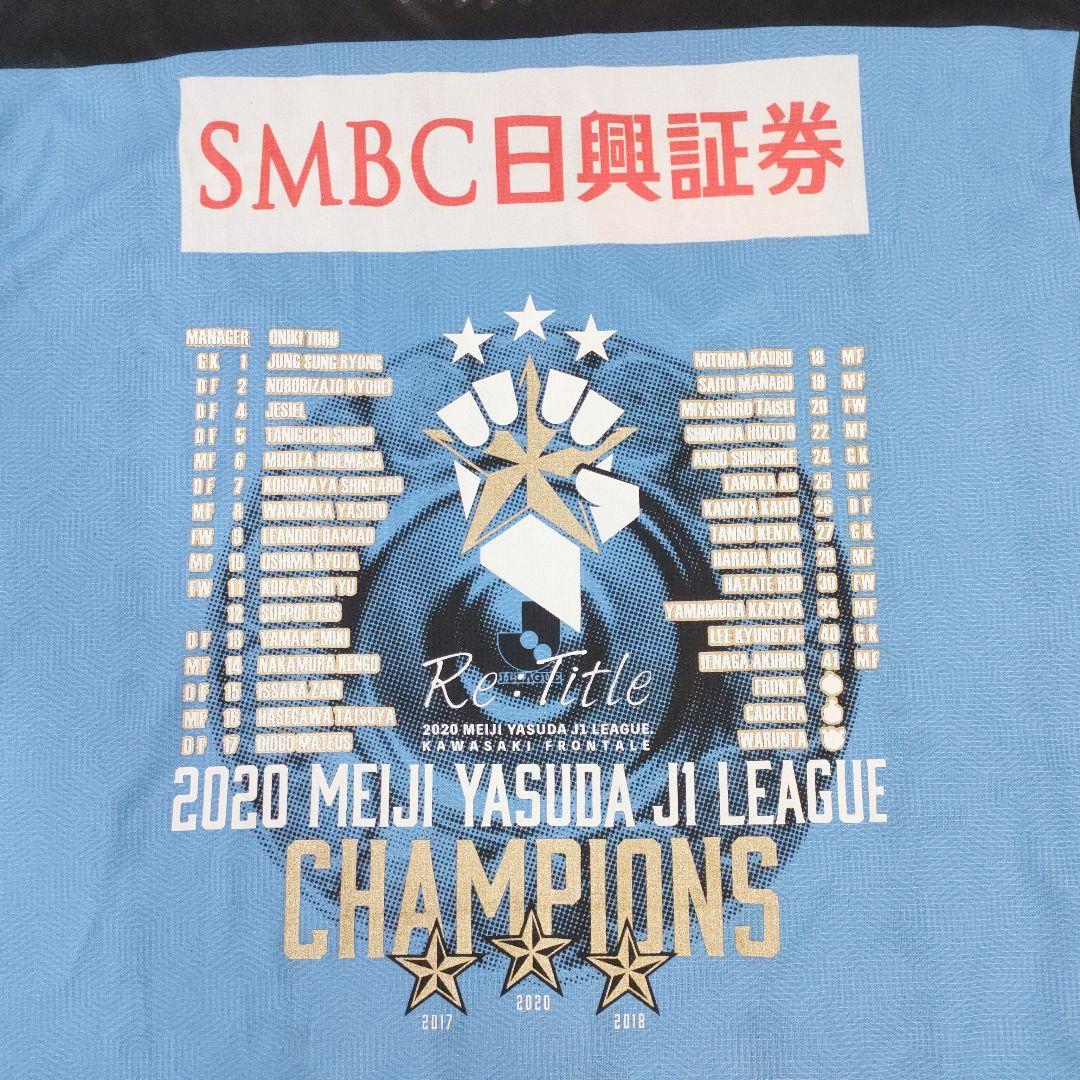 SMBC日興証券
MANAGER ONIKI TORU
GK 1 JUNG SUNG RYONG
DF 2 NOBORIZATO KYOHEI
DF 4 JESIEL
DF 5 TANIGUCHI SHOGO
MF 6 MORITA HIDEMASA
DF 7 KURUMAYA SHINTARO
MF 8 WAKIZAKA YASUTO
FW 9 LEANDRO DAMIAO
MF 10 OSHIMA RYOTA
FW 11 KOBAYASHI YU
12 SUPPORTERS
DF 13 YAMANE MIKI
MF 14 NAKAMURA KENGO
DF 15 ISSAKA ZAIN
MF 16 HASEGAWA TATSUYA
DF 17 DIOGO MATEUS
MITOMA KAORU 18 MF
SAITO MANABU 19 MF
MIYASHIRO TAISEI 20 FW
SHIMODA HOKUTO 22 MF
ANDO SHUNSUKE 24 GK
TANAKA AO 25 MF
KAMIYA KAITO 26 DF
TANNO KENTA 27 GK
HARADA KOKI 28 MF
HATATE REO 30 FW
YAMAMURA KAZUYA 34 MF
LEE KYUNGTAE 40 GK
IENAGA AKIHIRO 41 MF
FRONTA
CABRERA
WARUNTA
J.LEAGUE
Re:Title
2020 MEIJI YASUDA J1 LEAGUE
KAWASAKI FRONTALE
2020 MEIJI YASUDA J1 LEAGUE
CHAMPIONS
2017 2020 2018